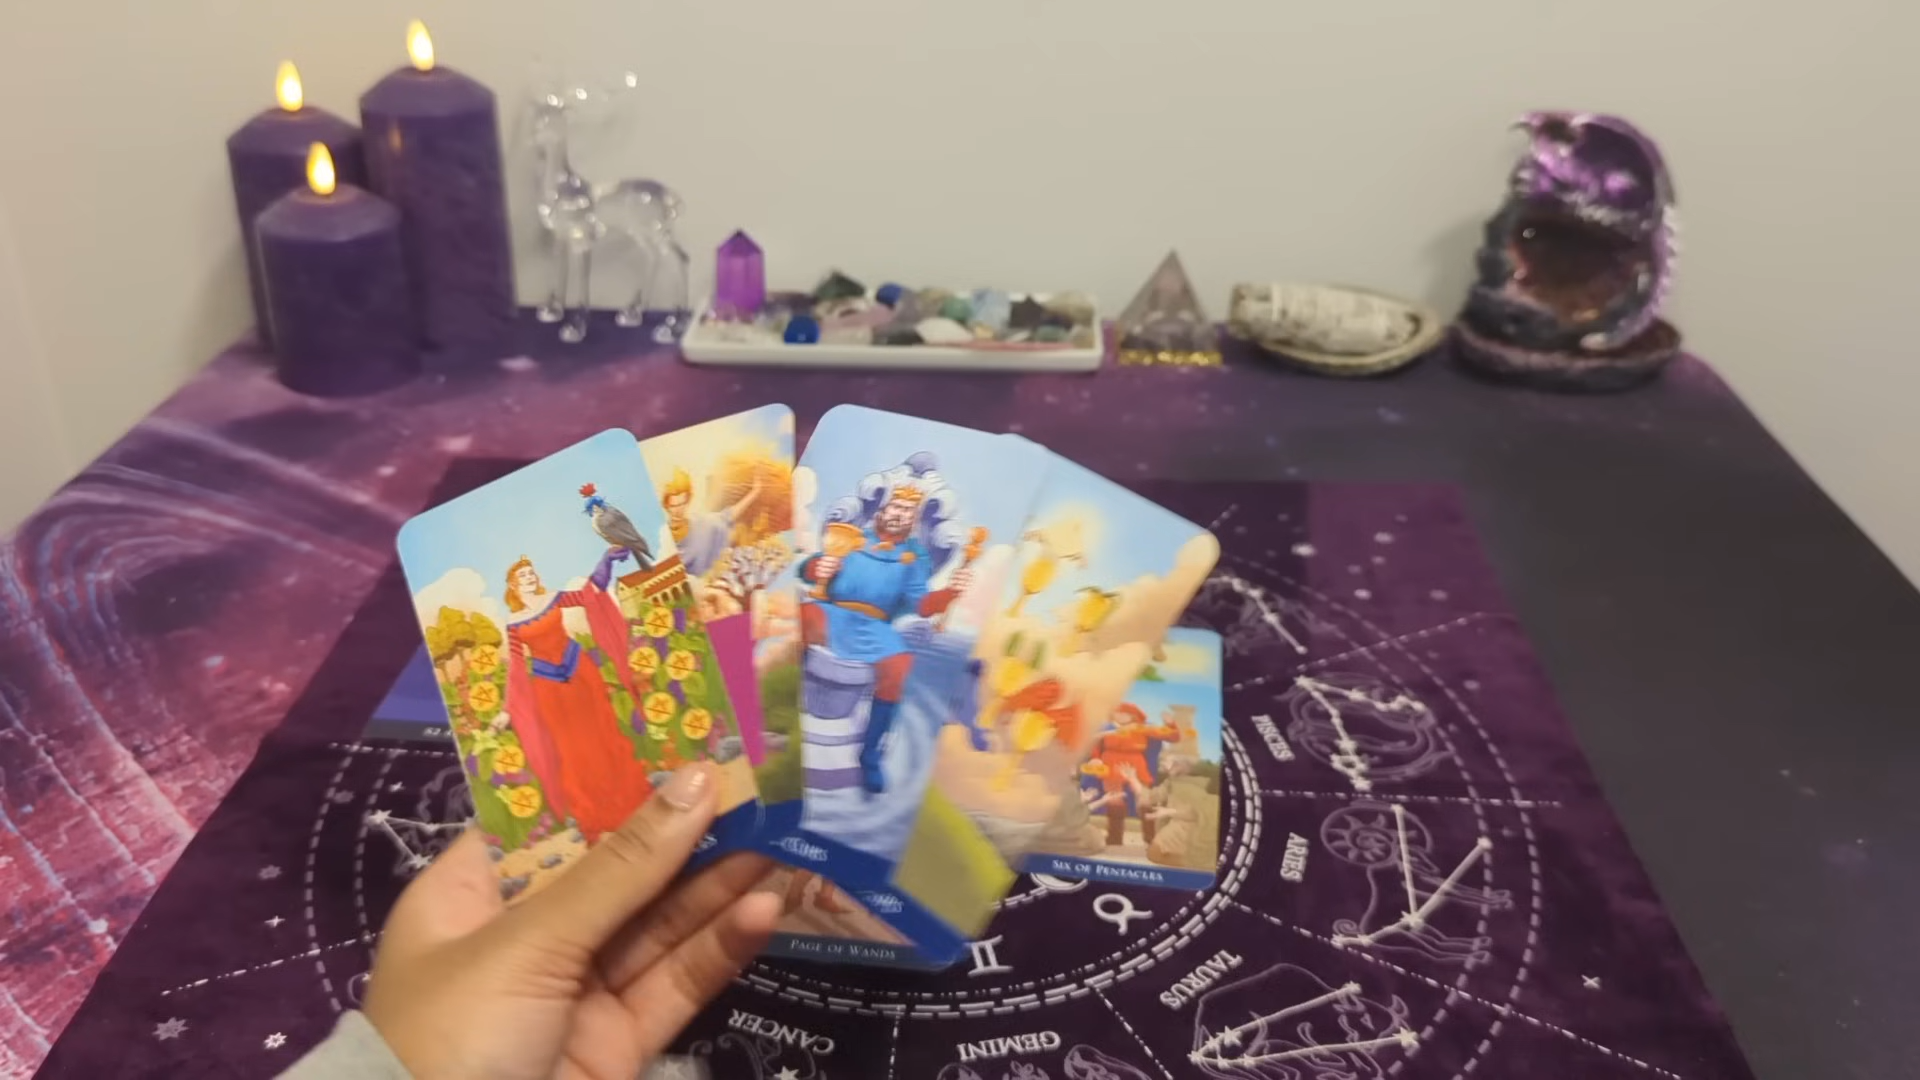 PISCES
ARIES
SIX OF PENTACLES
PAGE OF WANDS
TAURUS
GEMINI
CANCER